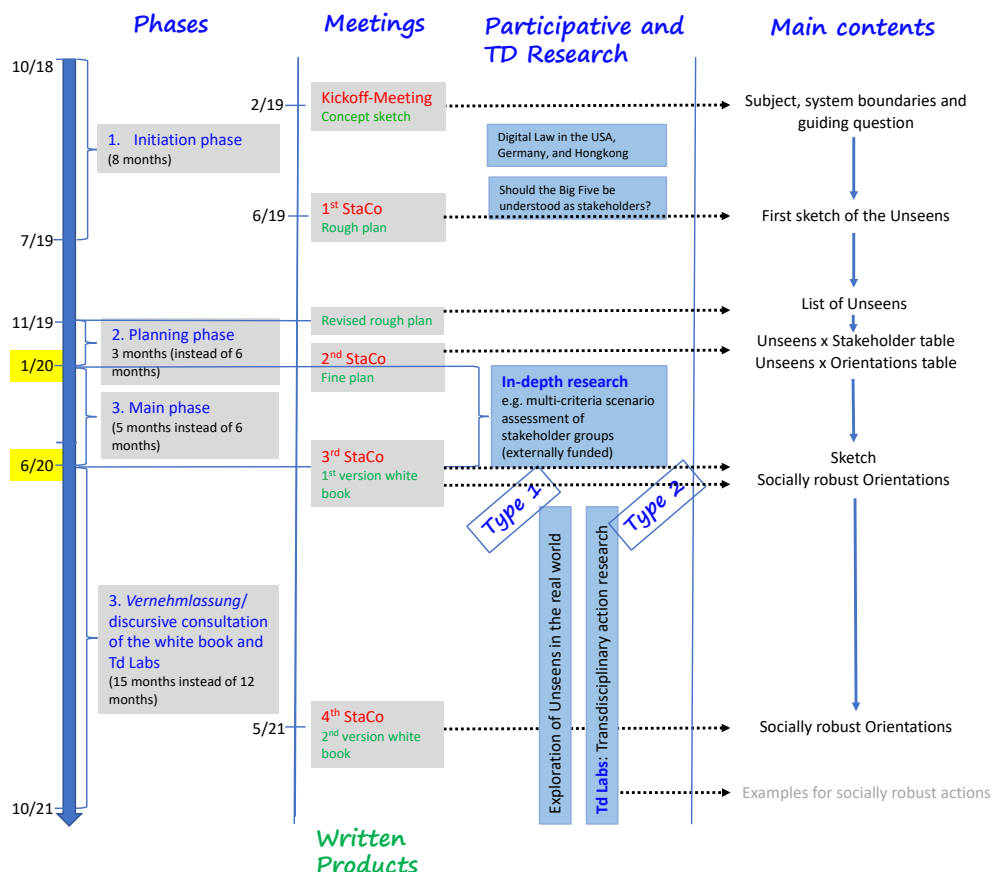 Phases
Meetings
Participative and
TD Research
Main contents
10/18
2/19
Kickoff-Meeting
Concept sketch
Subject, system boundaries and
guiding question
1. Initiation phase
(8 months)
Digital Law in the USA,
Germany, and Hongkong
Should the Big Five be
understood as stakeholders?
6/19
1st StaCo
Rough plan
First sketch of the Unseens
7/19
11/19
Revised rough plan
List of Unseens
2. Planning phase
3 months (instead of 6
months)
1/20
2nd StaCo
Fine plan
Unseens x Stakeholder table
Unseens x Orientations table
In-depth research
e.g. multi-criteria scenario
assessment of
stakeholder groups
(externally funded)
3. Main phase
(5 months instead of 6
months)
6/20
3rd StaCo
1st version white
book
Sketch
Socially robust Orientations
Type 1
Type 2
Exploration of Unseens in the real world
Td Labs: Transdisciplinary action research
3. Vernehmlassung/
discursive consultation
of the white book and
Td Labs
(15 months instead of 12
months)
5/21
4th StaCo
2nd version white
book
Socially robust Orientations
Examples for socially robust actions
10/21
Written
Products